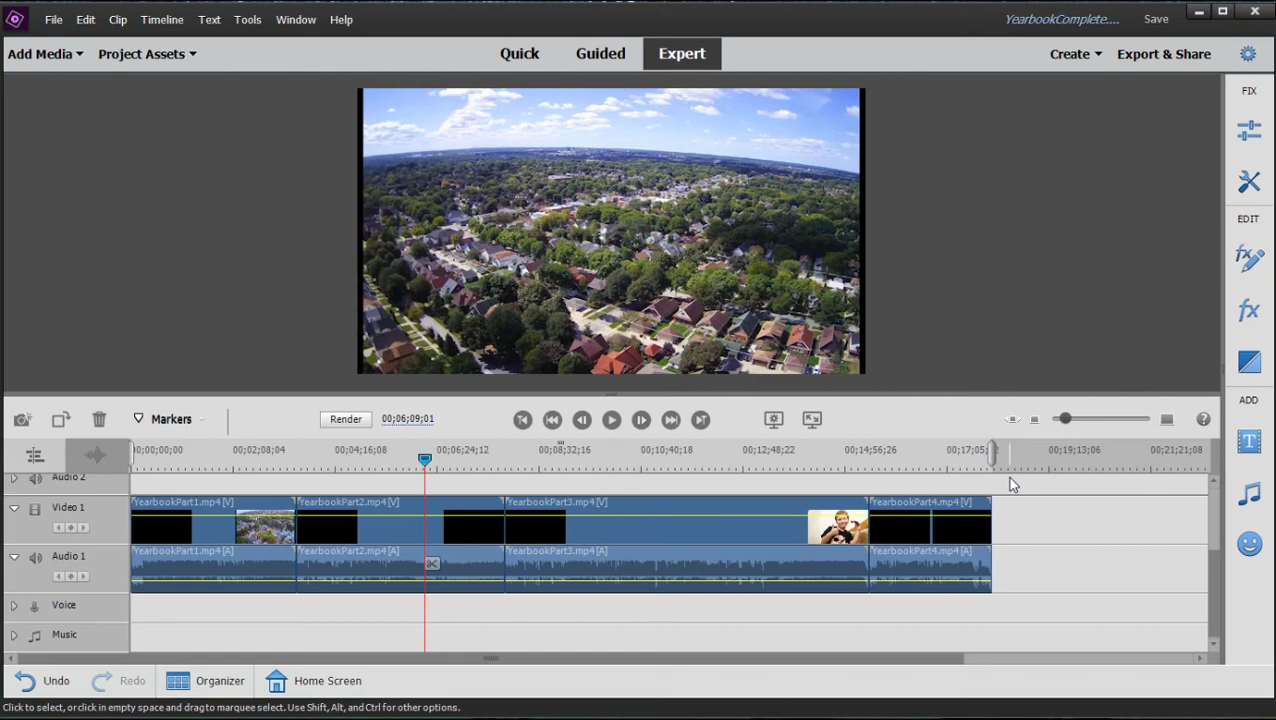 File Edit Clip Timeline Text Tools Window Help YearbookComplete.... Save
Add Media Project Assets Quick Guided Expert Create Export & Share
FIX
EDIT
ADD
Markers Render 00;06;09;01
00;00;00;00 00;02;08;04 00;04;16;08 00;06;24;12 00;08;32;16 00;10;40;18 00;12;48;22 00;14;56;26 00;17;05; 00;19;13;06 00;21;21;08
Audio 2
Video 1 YearbookPart1.mp4 [V] YearbookPart2.mp4 [V] YearbookPart3.mp4 [V] YearbookPart4.mp4 [V]
Audio 1 YearbookPart1.mp4 [A] YearbookPart2.mp4 [A] YearbookPart3.mp4 [A] YearbookPart4.mp4 [A]
Voice
Music
Undo Redo Organizer Home Screen
Click to select, or click in empty space and drag to marquee select. Use Shift, Alt, and Ctrl for other options.